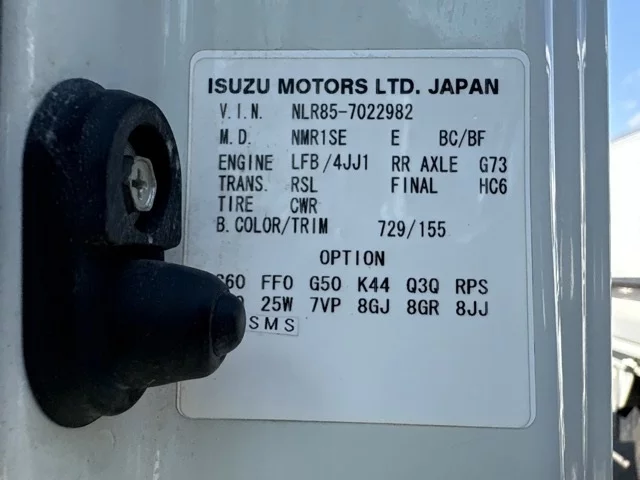 ISUZU MOTORS LTD. JAPAN
V.I.N. NLR85-7022982
M.D. NMR1SE E BC/BF
ENGINE LFB/4JJ1 RR AXLE G73
TRANS. RSL FINAL HC6
TIRE CWR
B.COLOR/TRIM 729/155
OPTION
FF0 G50 K44 Q3Q RPS
25W 7VP 8GJ 8GR 8JJ
SMS